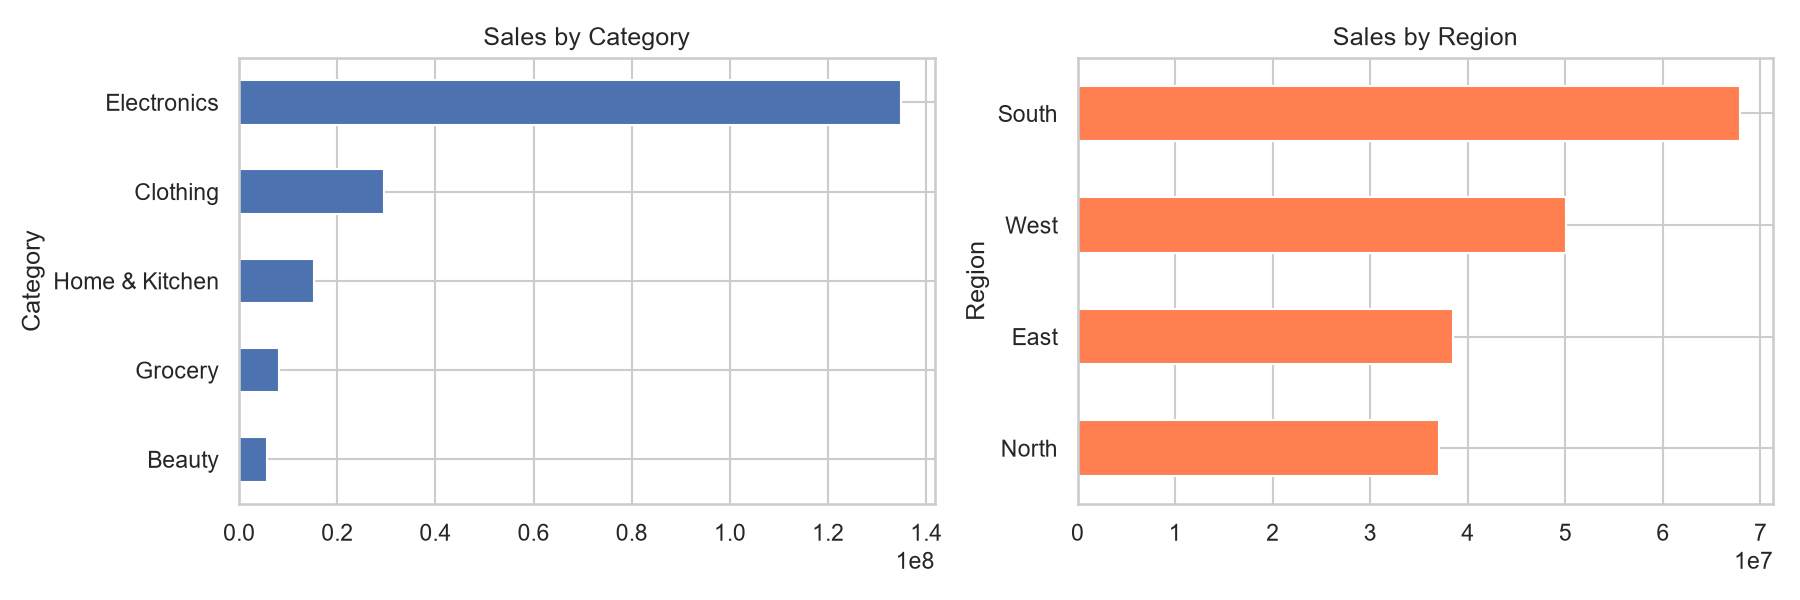 Sales by Category
Category
Electronics
Clothing
Home & Kitchen
Grocery
Beauty
0.0 0.2 0.4 0.6 0.8 1.0 1.2 1.4
1e8
Sales by Region
Region
South
West
East
North
0 1 2 3 4 5 6 7
1e7